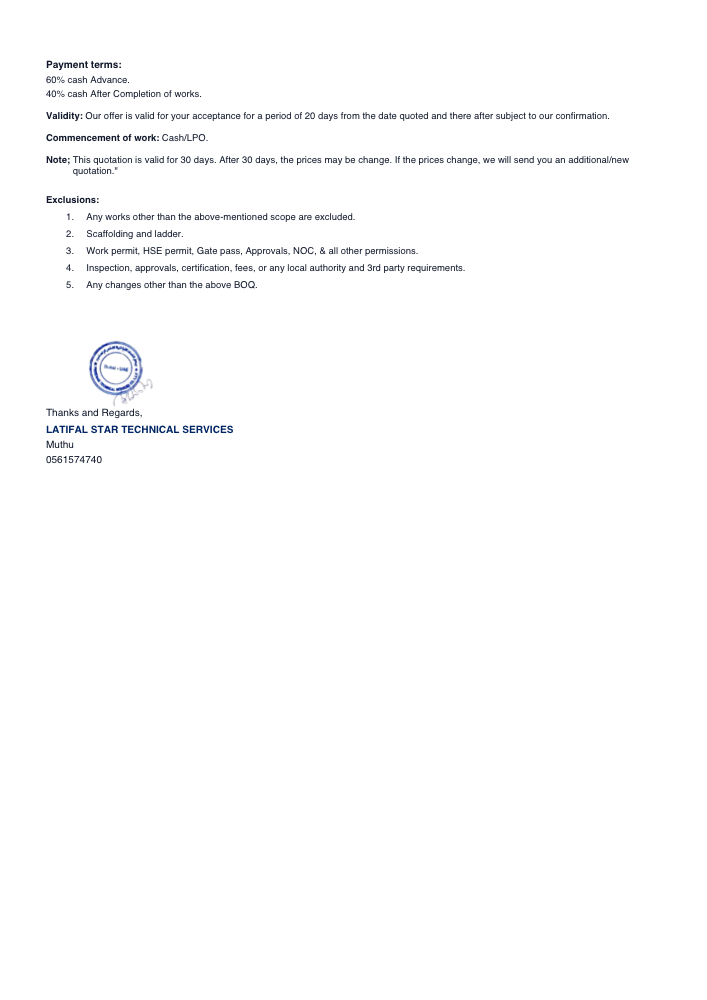 Payment terms:
60% cash Advance.
40% cash After Completion of works.
Validity: Our offer is valid for your acceptance for a period of 20 days from the date quoted and there after subject to our confirmation.
Commencement of work: Cash/LPO.
Note; This quotation is valid for 30 days. After 30 days, the prices may be change. If the prices change, we will send you an additional/new
quotation."
Exclusions:
1. Any works other than the above-mentioned scope are excluded.
2. Scaffolding and ladder.
3. Work permit, HSE permit, Gate pass, Approvals, NOC, & all other permissions.
4. Inspection, approvals, certification, fees, or any local authority and 3rd party requirements.
5. Any changes other than the above BOQ.
Thanks and Regards,
LATIFAL STAR TECHNICAL SERVICES
Muthu
0561574740